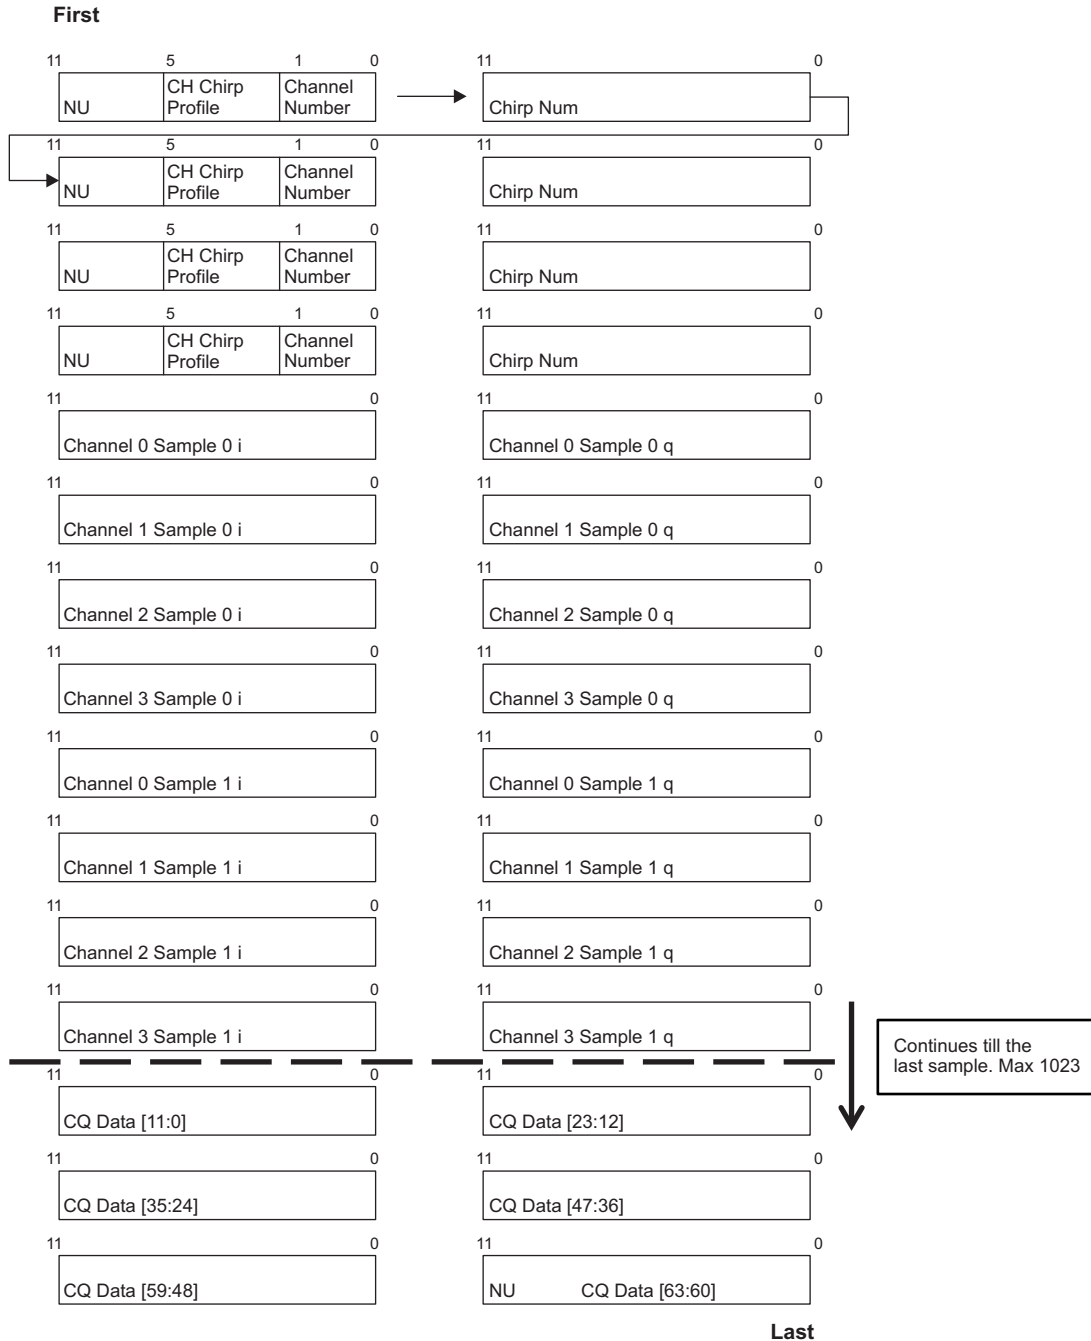 First
11 5 1 0 11 0
NU CH Chirp Profile Channel Number Chirp Num
11 5 1 0 11 0
NU CH Chirp Profile Channel Number Chirp Num
11 5 1 0 11 0
NU CH Chirp Profile Channel Number Chirp Num
11 5 1 0 11 0
NU CH Chirp Profile Channel Number Chirp Num
11 0 11 0
Channel 0 Sample 0 i Channel 0 Sample 0 q
11 0 11 0
Channel 1 Sample 0 i Channel 1 Sample 0 q
11 0 11 0
Channel 2 Sample 0 i Channel 2 Sample 0 q
11 0 11 0
Channel 3 Sample 0 i Channel 3 Sample 0 q
11 0 11 0
Channel 0 Sample 1 i Channel 0 Sample 1 q
11 0 11 0
Channel 1 Sample 1 i Channel 1 Sample 1 q
11 0 11 0
Channel 2 Sample 1 i Channel 2 Sample 1 q
11 0 11 0
Channel 3 Sample 1 i Channel 3 Sample 1 q
Continues till the
last sample. Max 1023
11 0 11 0
CQ Data [11:0] CQ Data [23:12]
11 0 11 0
CQ Data [35:24] CQ Data [47:36]
11 0 11 0
CQ Data [59:48] NU CQ Data [63:60]
Last